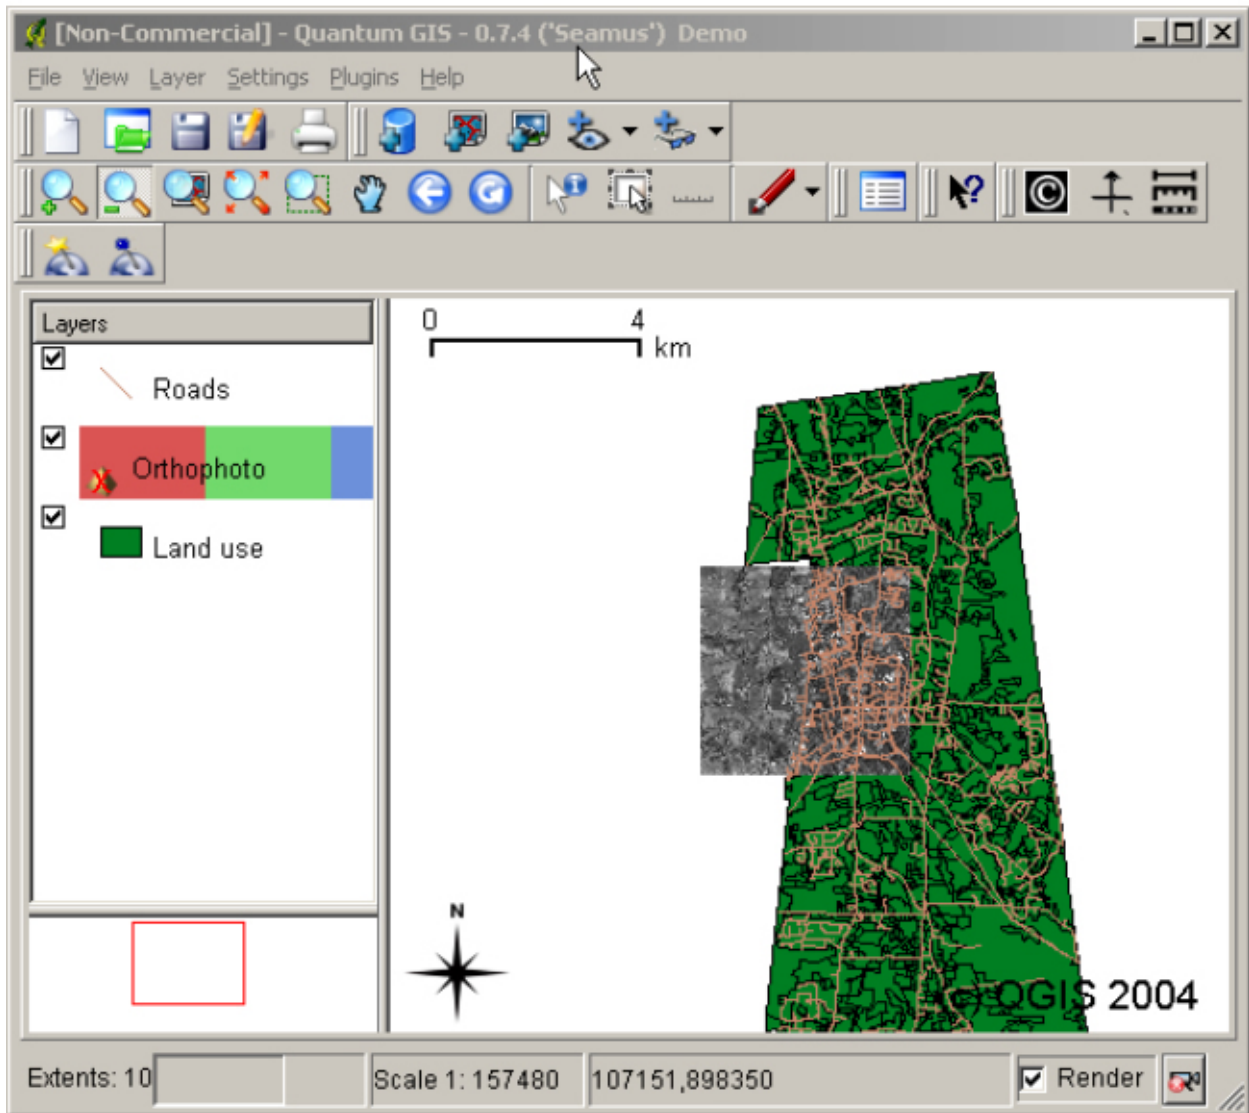 [Non-Commercial] - Quantum GIS - 0.7.4 ('Seamus') Demo
File View Layer Settings Plugins Help
Layers
Roads
Orthophoto
Land use
0 4
km
N
(c) QGIS 2004
Extents: 10
Scale 1: 157480
107151,898350
Render